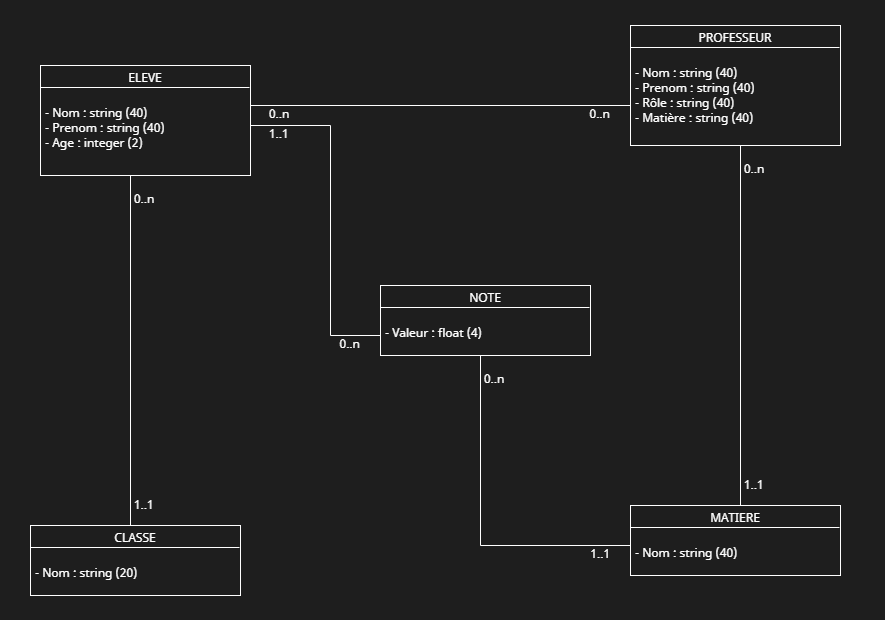 PROFESSEUR
- Nom : string (40)
- Prenom : string (40)
- Rôle : string (40)
- Matière : string (40)
ELEVE
- Nom : string (40)
- Prenom : string (40)
- Age : integer (2)
0..n
0..n
1..1
0..n
0..n
NOTE
- Valeur : float (4)
0..n
0..n
1..1
1..1
CLASSE
- Nom : string (20)
MATIERE
- Nom : string (40)
1..1